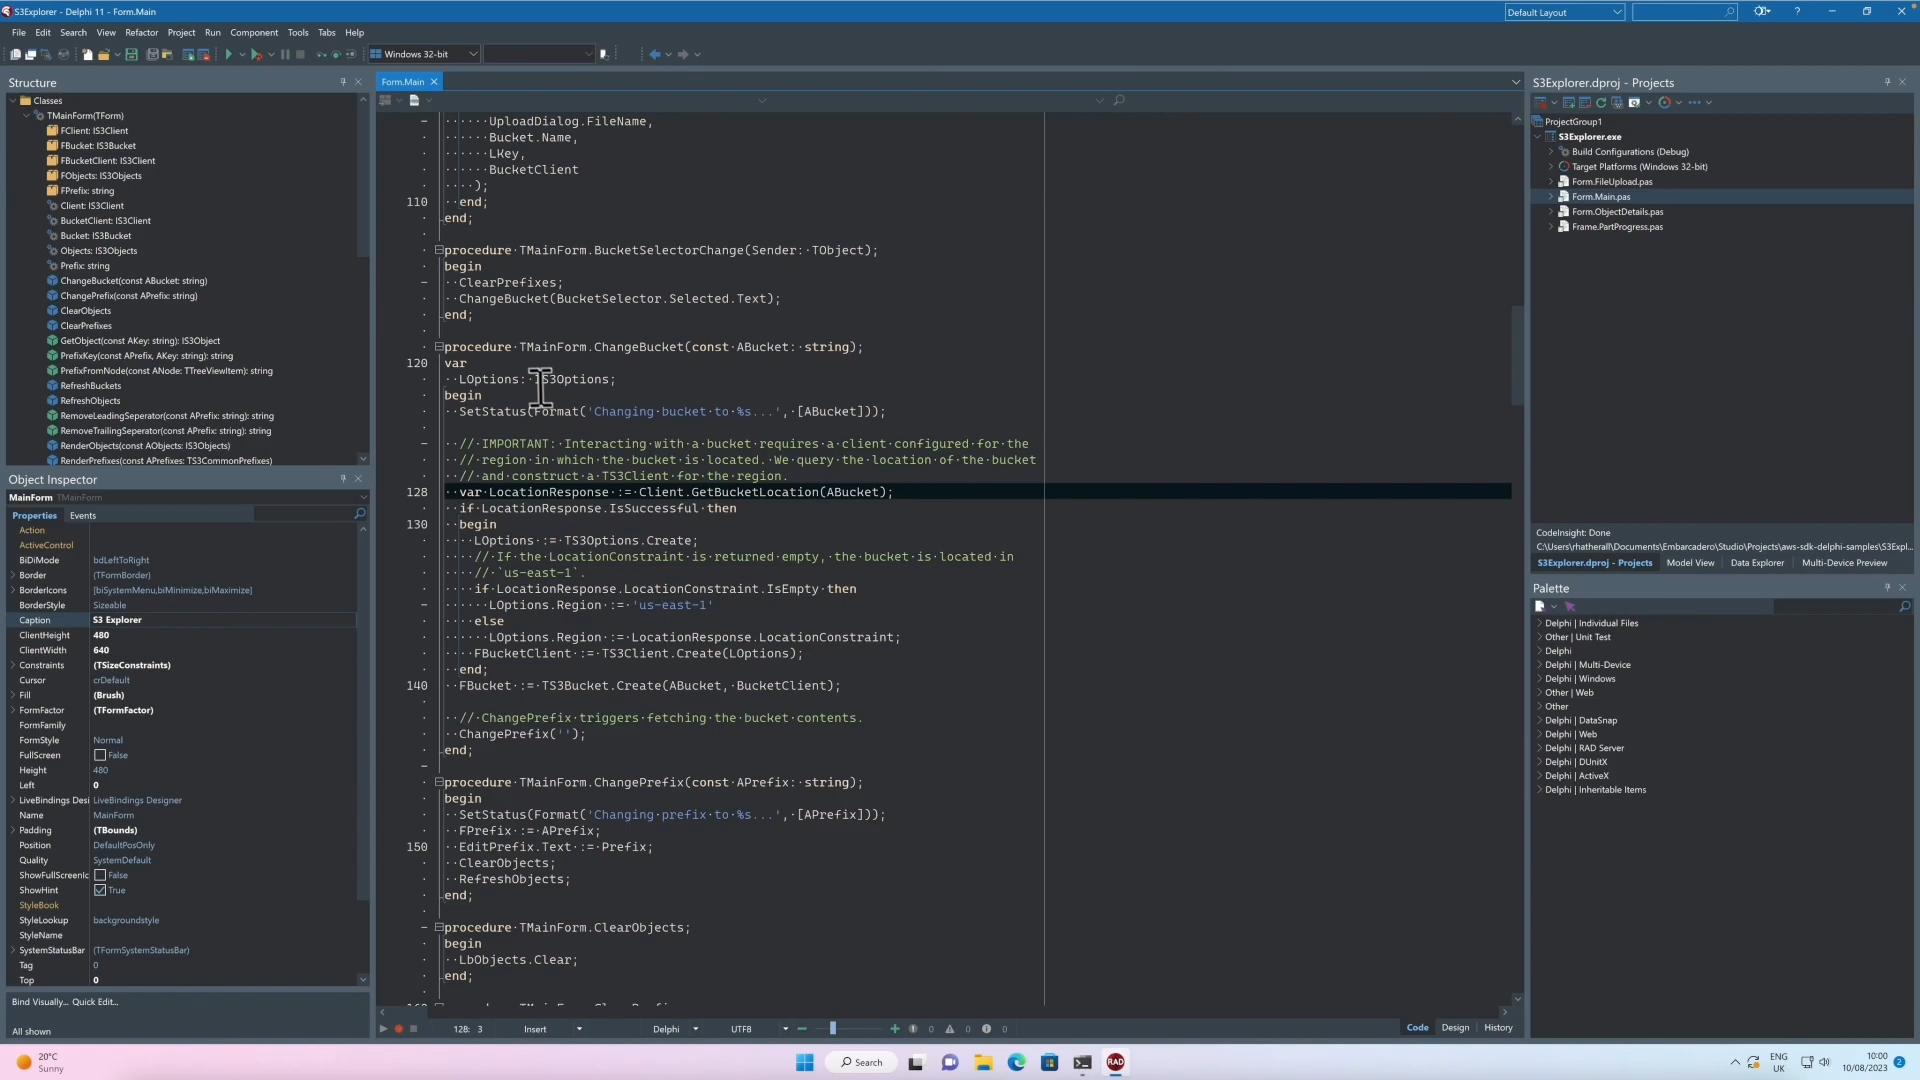 S3Explorer - Delphi 11 - Form.Main
Default Layout
File Edit Search View Refactor Project Run Component Tools Tabs Help
Windows 32-bit
Structure
Classes
TMainForm(TForm)
FClient: IS3Client
FBucket: IS3Bucket
FBucketClient: IS3Client
FObjects: IS3Objects
FPrefix: string
Client: IS3Client
BucketClient: IS3Client
Bucket: IS3Bucket
Objects: IS3Objects
Prefix: string
ChangeBucket(const ABucket: string)
ChangePrefix(const APrefix: string)
ClearObjects
ClearPrefixes
GetObject(const AKey: string): IS3Object
PrefixKey(const APrefix, AKey: string): string
PrefixFromNode(const ANode: TTreeViewItem): string
RefreshBuckets
RefreshObjects
RemoveLeadingSeperator(const APrefix: string): string
RemoveTrailingSeperator(const APrefix: string): string
RenderObjects(const AObjects: IS3Objects)
RenderPrefixes(const APrefixes: TS3CommonPrefixes)
Object Inspector
MainForm TMainForm
Properties Events
Action
ActiveControl
BiDiMode bdLeftToRight
Border (TFormBorder)
BorderIcons [biSystemMenu,biMinimize,biMaximize]
BorderStyle Sizeable
Caption S3 Explorer
ClientHeight 480
ClientWidth 640
Constraints (TSizeConstraints)
Cursor crDefault
Fill (Brush)
FormFactor (TFormFactor)
FormFamily
FormStyle Normal
FullScreen False
Height 480
Left 0
LiveBindings Desi LiveBindings Designer
Name MainForm
Padding (TBounds)
Position DefaultPosOnly
Quality SystemDefault
ShowFullScreenIc False
ShowHint True
StyleBook
StyleLookup backgroundstyle
StyleName
SystemStatusBar (TFormSystemStatusBar)
Tag 0
Top 0
Bind Visually... Quick Edit...
All shown
Form.Main
······UploadDialog.FileName,
······Bucket.Name,
······LKey,
······BucketClient
····);
110 ··end;
end;
procedure·TMainForm.BucketSelectorChange(Sender:·TObject);
begin
··ClearPrefixes;
··ChangeBucket(BucketSelector.Selected.Text);
end;
procedure·TMainForm.ChangeBucket(const·ABucket:·string);
120 var
··LOptions:·IS3Options;
begin
··SetStatus(Format('Changing·bucket·to·%s...',·[ABucket]));
··//·IMPORTANT:·Interacting·with·a·bucket·requires·a·client·configured·for·the
··//·region·in·which·the·bucket·is·located.·We·query·the·location·of·the·bucket
··//·and·construct·a·TS3Client·for·the·region.
128 ··var·LocationResponse·:=·Client.GetBucketLocation(ABucket);
··if·LocationResponse.IsSuccessful·then
130 ··begin
····LOptions·:=·TS3Options.Create;
····//·If·the·LocationConstraint·is·returned·empty,·the·bucket·is·located·in
····//·`us-east-1`.
····if·LocationResponse.LocationConstraint.IsEmpty·then
······LOptions.Region·:=·'us-east-1'
····else
······LOptions.Region·:=·LocationResponse.LocationConstraint;
····FBucketClient·:=·TS3Client.Create(LOptions);
··end;
140 ··FBucket·:=·TS3Bucket.Create(ABucket,·BucketClient);
··//·ChangePrefix·triggers·fetching·the·bucket·contents.
··ChangePrefix('');
end;
procedure·TMainForm.ChangePrefix(const·APrefix:·string);
begin
··SetStatus(Format('Changing·prefix·to·%s...',·[APrefix]));
··FPrefix·:=·APrefix;
150 ··EditPrefix.Text·:=·Prefix;
··ClearObjects;
··RefreshObjects;
end;
procedure·TMainForm.ClearObjects;
begin
··LbObjects.Clear;
end;
128: 3 Insert Delphi UTF8 0 0 0
Code Design History
S3Explorer.dproj - Projects
ProjectGroup1
S3Explorer.exe
Build Configurations (Debug)
Target Platforms (Windows 32-bit)
Form.FileUpload.pas
Form.Main.pas
Form.ObjectDetails.pas
Frame.PartProgress.pas
CodeInsight: Done
C:\Users\rhatherall\Documents\Embarcadero\Studio\Projects\aws-sdk-delphi-samples\S3Expl...
S3Explorer.dproj - Projects Model View Data Explorer Multi-Device Preview
Palette
Delphi | Individual Files
Other | Unit Test
Delphi
Delphi | Multi-Device
Delphi | Windows
Other | Web
Other
Delphi | DataSnap
Delphi | Web
Delphi | RAD Server
Delphi | DUnitX
Delphi | ActiveX
Delphi | Inheritable Items
20°C
Sunny
Search
RAD
ENG
UK
10:00
10/08/2023
2